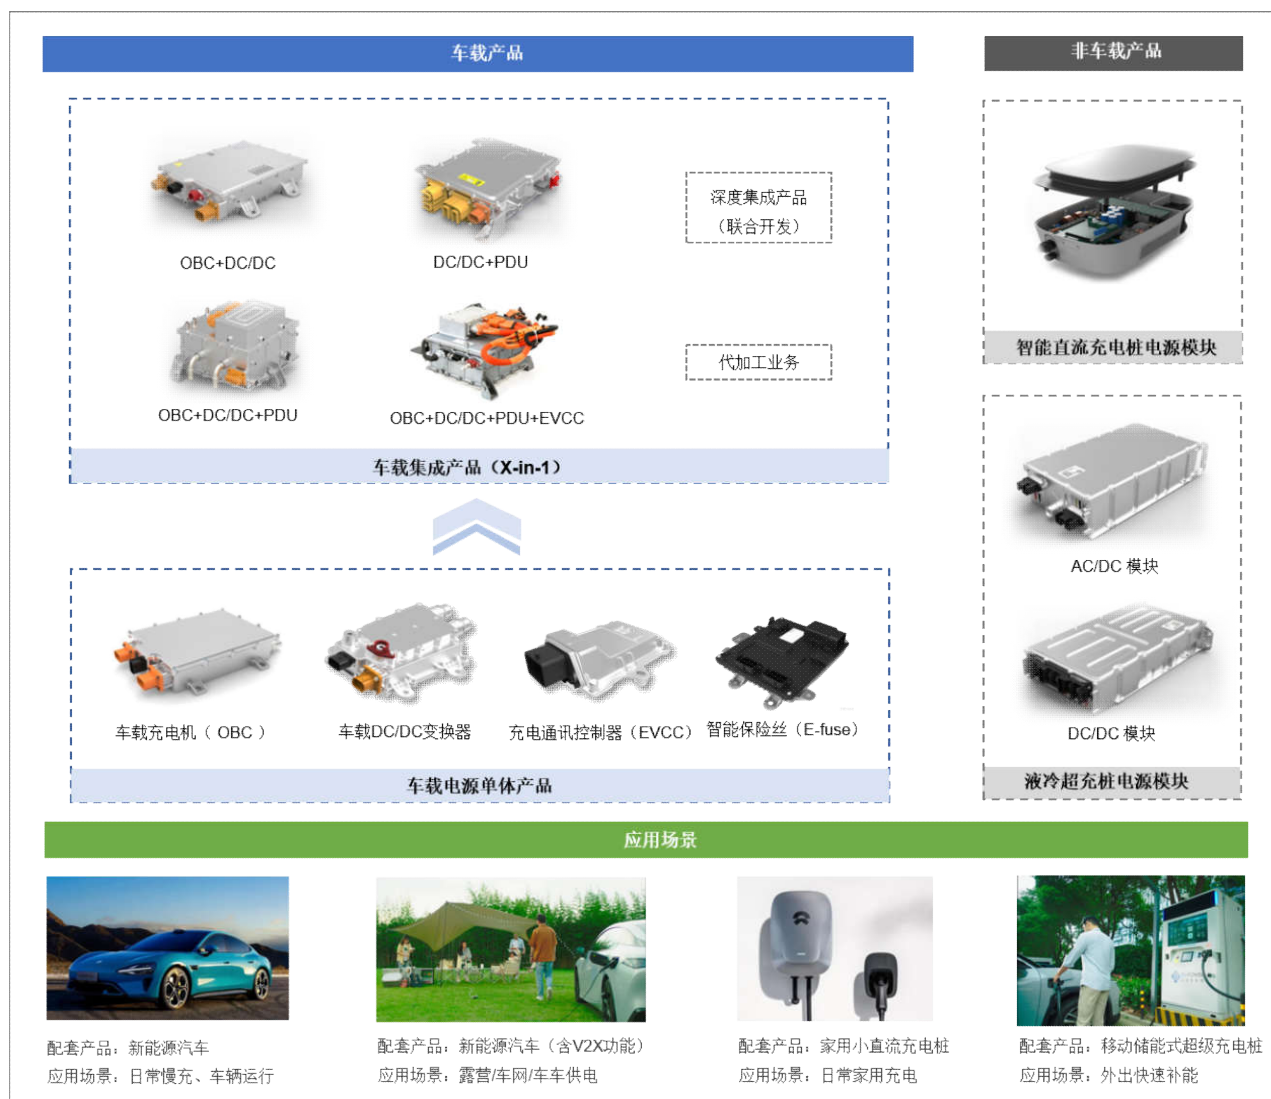 车载产品
非车载产品
OBC+DC/DC
DC/DC+PDU
深度集成产品
（联合开发）
OBC+DC/DC+PDU
OBC+DC/DC+PDU+EVCC
代加工业务
车载集成产品（X-in-1）
智能直流充电桩电源模块
车载充电机（ OBC ）
车载DC/DC变换器
充电通讯控制器（EVCC）
智能保险丝（E-fuse）
车载电源单体产品
AC/DC 模块
DC/DC 模块
液冷超充桩电源模块
应用场景
配套产品：新能源汽车
应用场景：日常慢充、车辆运行
配套产品：新能源汽车（含V2X功能）
应用场景：露营/车网/车车供电
配套产品：家用小直流充电桩
应用场景：日常家用充电
配套产品：移动储能式超级充电桩
应用场景：外出快速补能